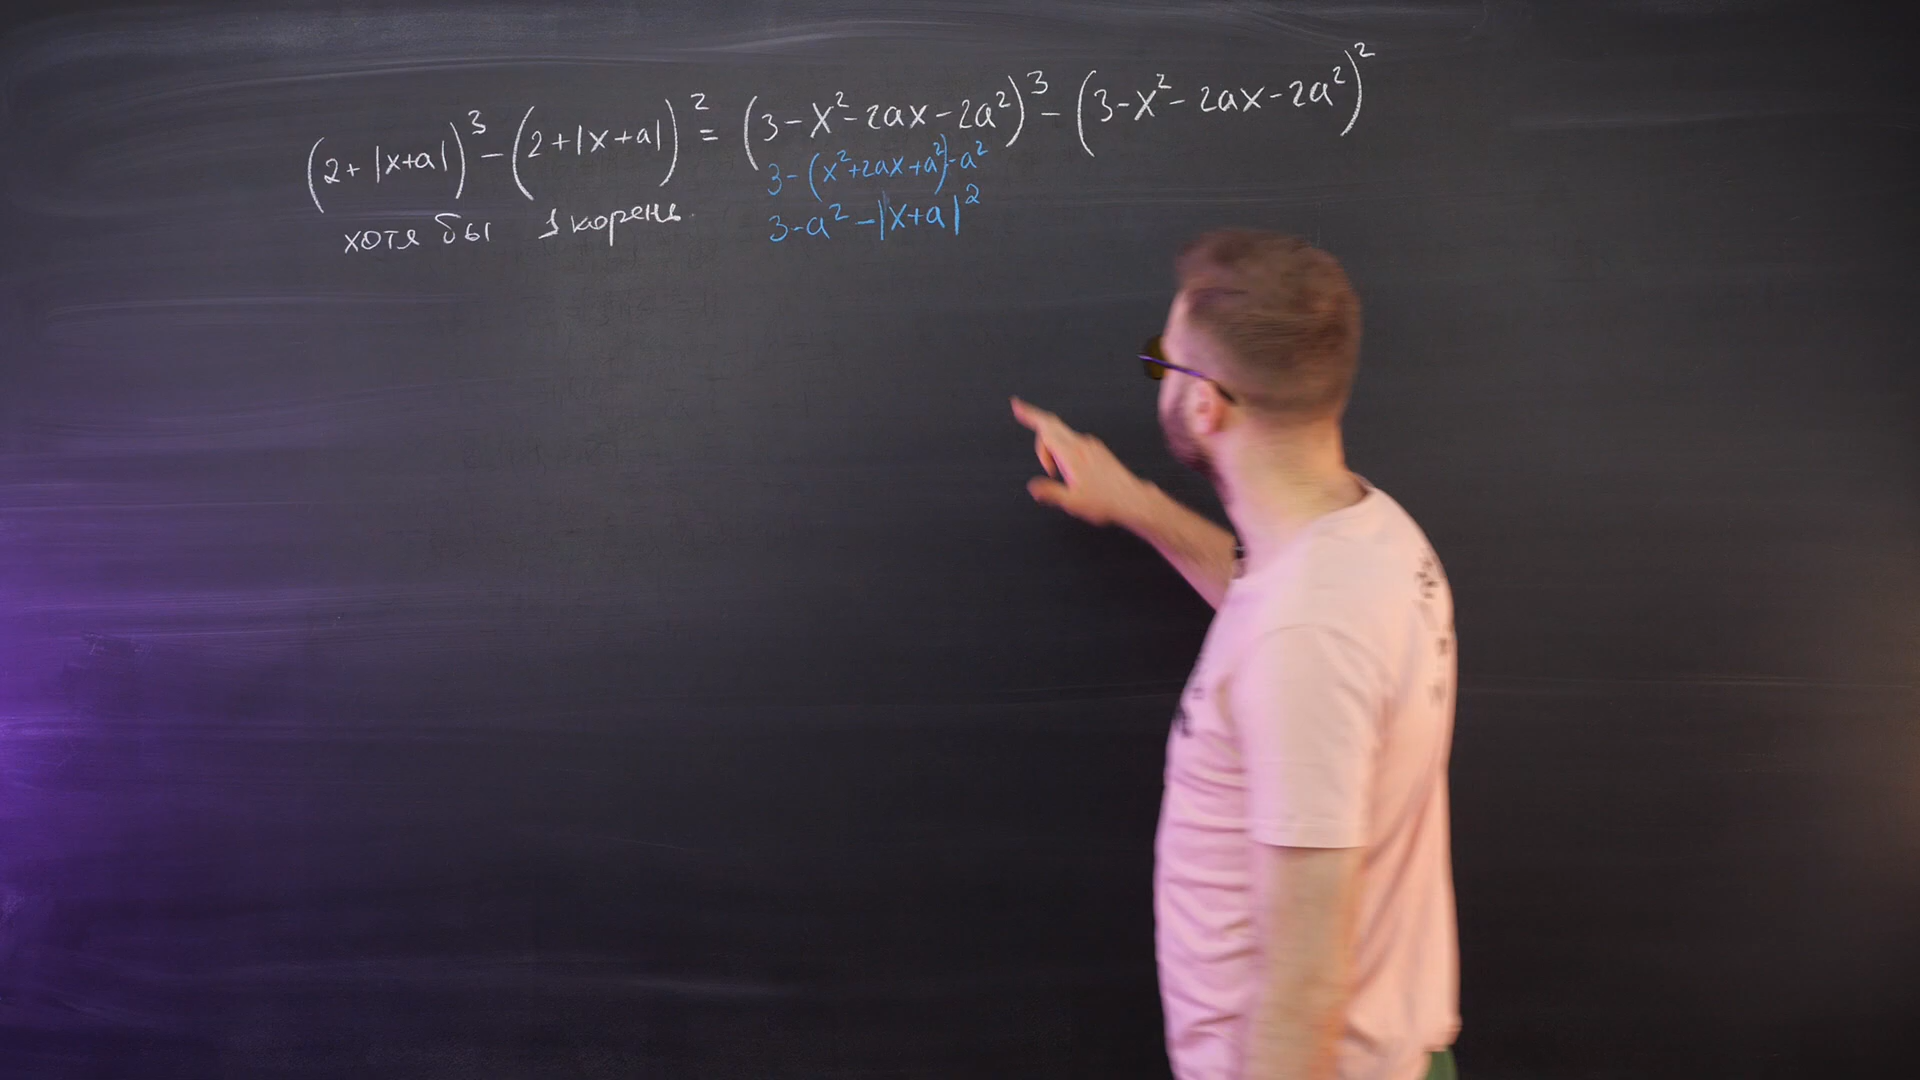 (2+|x+a|)³-(2+|x+a|)²=(3-x²-2ax-2a²)³-(3-x²-2ax-2a²)²
3-(x²+2ax+a²)-a²
хотя бы 1 корень.
3-a²-|x+a|²